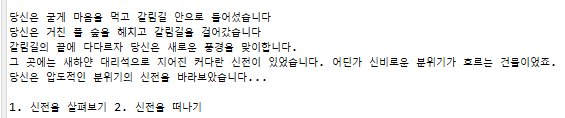 당신은 굳게 마음을 먹고 갈림길 안으로 들어섰습니다
당신은 거친 풀 숲을 헤치고 갈림길을 걸어갔습니다
갈림길의 끝에 다다르자 당신은 새로운 풍경을 맞이합니다.
그 곳에는 새하얀 대리석으로 지어진 커다란 신전이 있었습니다. 어딘가 신비로운 분위기가 흐르는 건물이었죠.
당신은 압도적인 분위기의 신전을 바라보았습니다...
1. 신전을 살펴보기 2. 신전을 떠나기